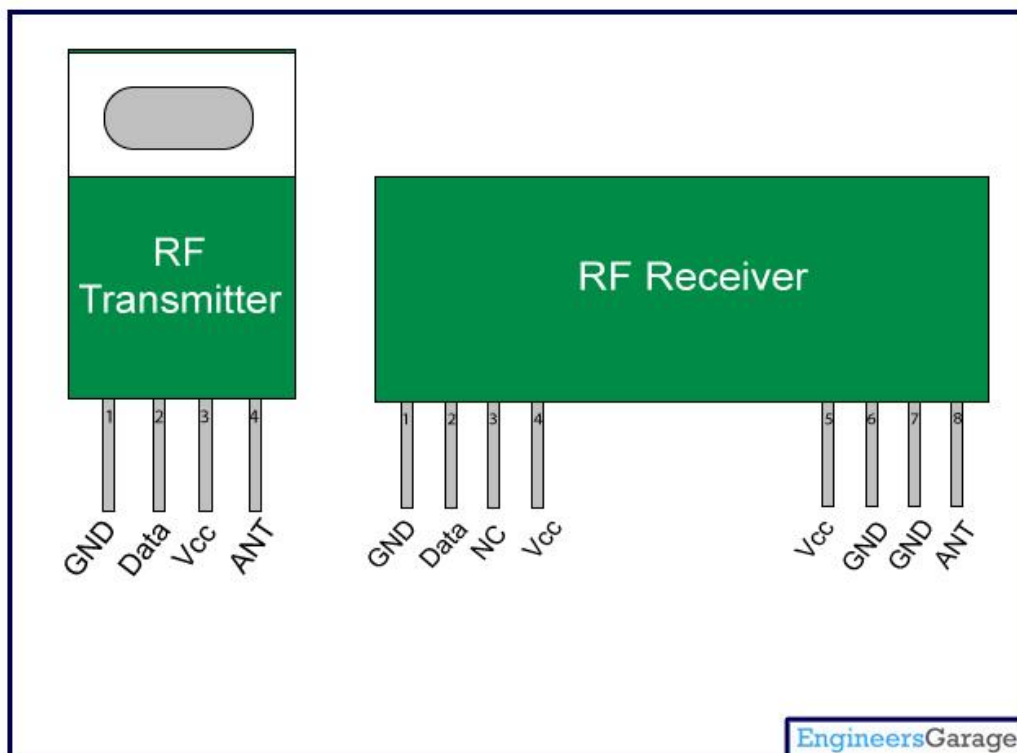 RF
Transmitter
1 2 3 4
GND Data Vcc ANT
RF Receiver
1 2 3 4 5 6 7 8
GND Data NC Vcc Vcc GND GND ANT
EngineersGarage